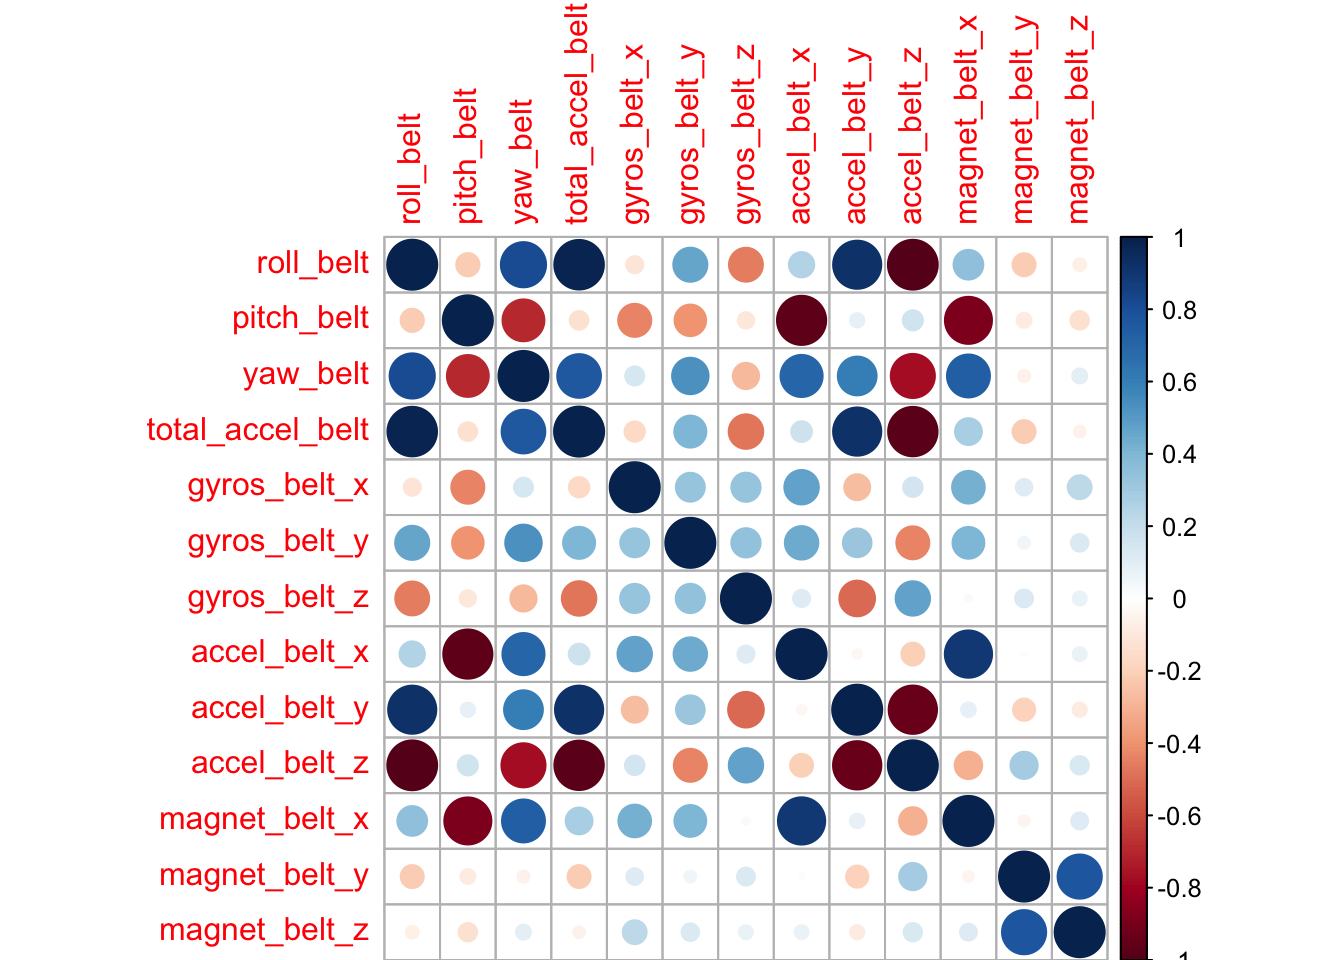 roll_belt
pitch_belt
yaw_belt
total_accel_belt
gyros_belt_x
gyros_belt_y
gyros_belt_z
accel_belt_x
accel_belt_y
accel_belt_z
magnet_belt_x
magnet_belt_y
magnet_belt_z
roll_belt
pitch_belt
yaw_belt
total_accel_belt
gyros_belt_x
gyros_belt_y
gyros_belt_z
accel_belt_x
accel_belt_y
accel_belt_z
magnet_belt_x
magnet_belt_y
magnet_belt_z
1
0.8
0.6
0.4
0.2
0
-0.2
-0.4
-0.6
-0.8
-1